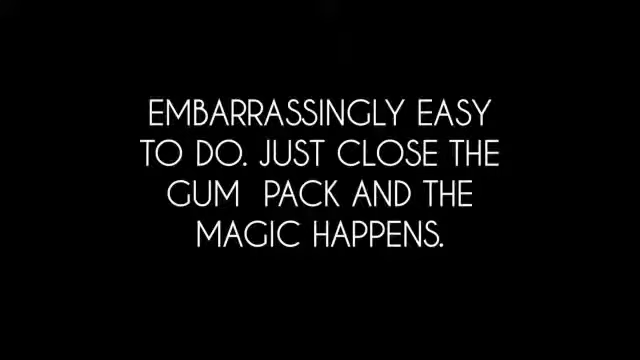 EMBARRASSINGLY EASY
TO DO. JUST CLOSE THE
GUM  PACK AND THE
MAGIC HAPPENS.